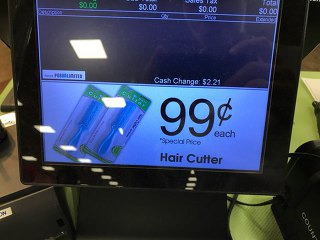 Sales Tax Total
$0.00 $0.00 $0.00
Description Qty Price Extended
Cash Change: $2.21
99¢
each
*Special Price
Hair Cutter